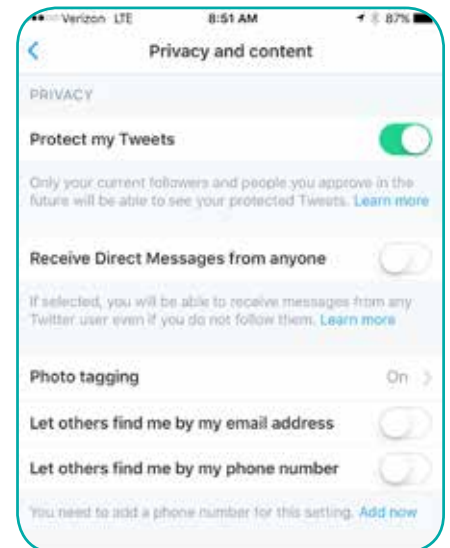 Verizon LTE 8:51 AM 87%
Privacy and content
PRIVACY
Protect my Tweets
Only your current followers and people you approve in the
future will be able to see your protected Tweets. Learn more
Receive Direct Messages from anyone
If selected, you will be able to receive messages from any
Twitter user even if you do not follow them. Learn more
Photo tagging On
Let others find me by my email address
Let others find me by my phone number
You need to add a phone number for this setting. Add now